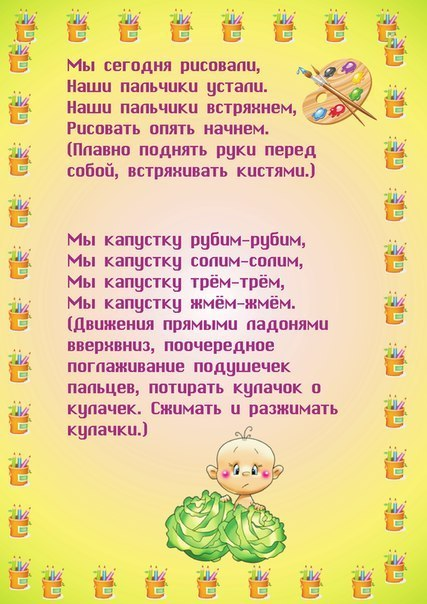 Мы сегодня рисовали,
Наши пальчики устали.
Наши пальчики встряхнем,
Рисовать опять начнем.
(Плавно поднять руки перед
собой, встряхивать кистями.)
Мы капустку рубим-рубим,
Мы капустку солим-солим,
Мы капустку трём-трём,
Мы капустку жмём-жмём.
(Движения прямыми ладонями
вверхвниз, поочередное
поглаживание подушечек
пальцев, потирать кулачок о
кулачек. Сжимать и разжимать
кулачки.)